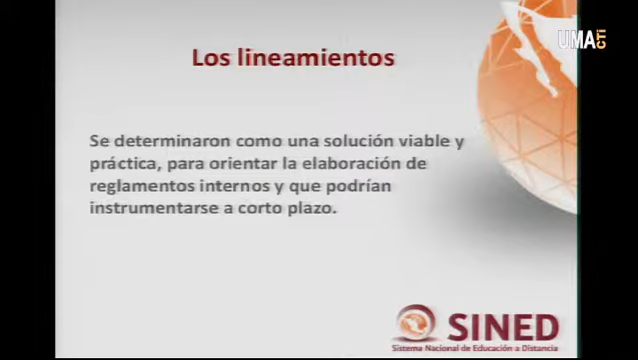 UMA CTI
Los lineamientos
Se determinaron como una solución viable y
práctica, para orientar la elaboración de
reglamentos internos y que podrían
instrumentarse a corto plazo.
SINED
Sistema Nacional de Educación a Distancia